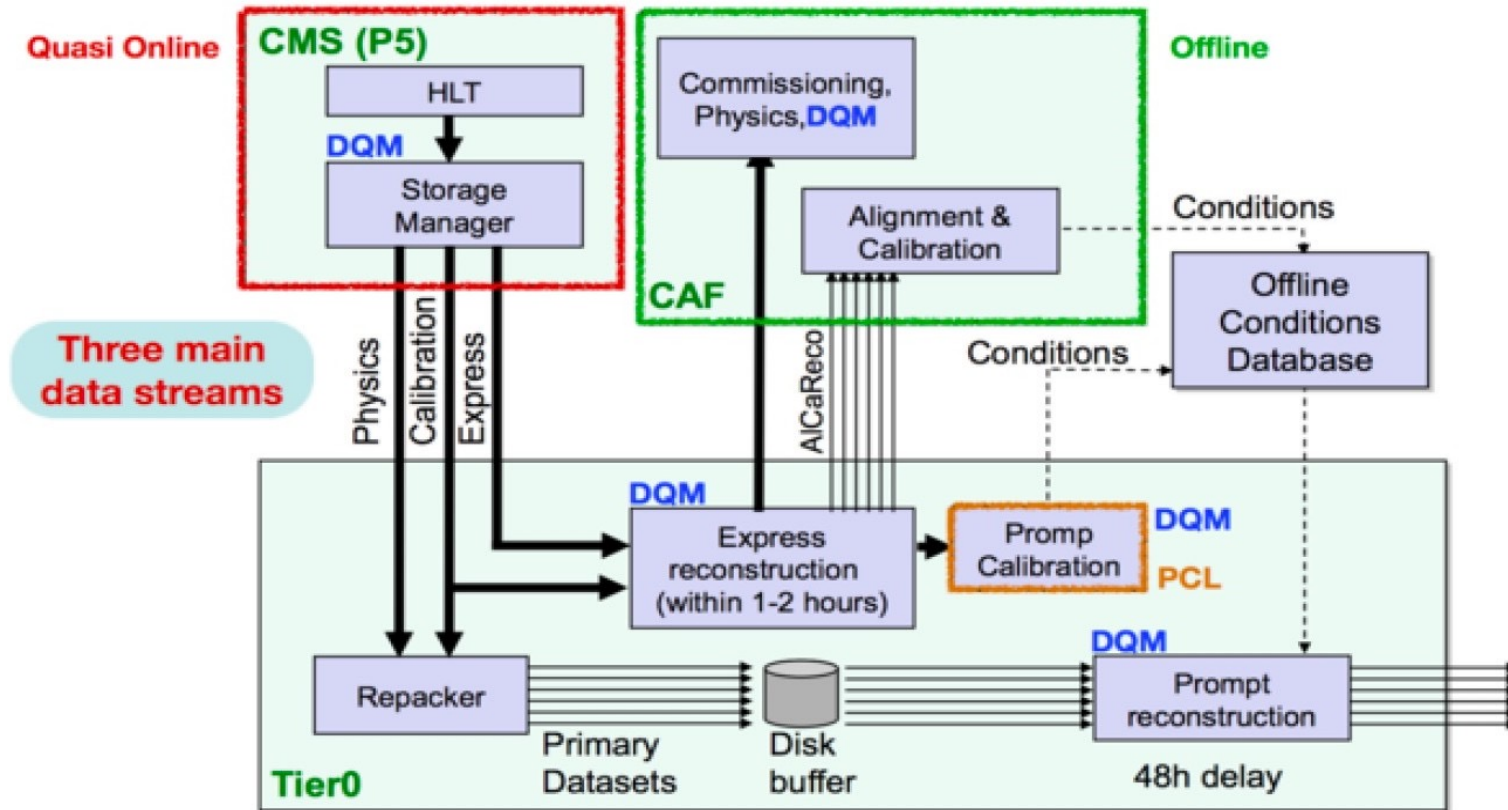 Quasi Online
CMS (P5)
HLT
DQM
Storage
Manager
Offline
Commissioning,
Physics,DQM
Alignment &
Calibration
CAF
Conditions
Offline
Conditions
Database
Conditions
Three main
data streams
Physics
Calibration
Express
AlCaReco
DQM
Express
reconstruction
(within 1-2 hours)
Promp
Calibration
DQM
PCL
Repacker
Primary
Datasets
Disk
buffer
DQM
Prompt
reconstruction
48h delay
Tier0